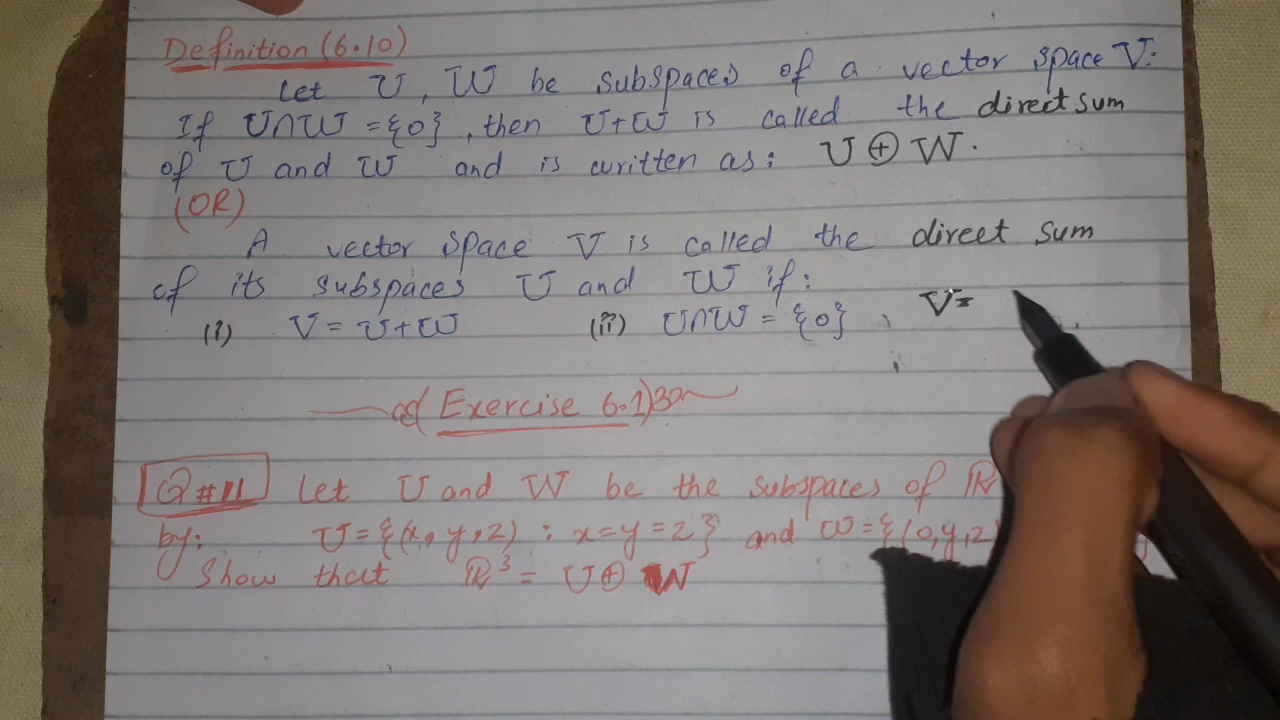 Definition (6.10)
Let U, W be subspaces of a vector space V.
If U∩W = {0}, then U+W is called the direct sum
of U and W and is written as: U ⊕ W.
(OR)
A vector space V is called the direct sum
of its subspaces U and W if:
(i) V = U+W (ii) U∩W = {0}, V=
Exercise 6.1
Q#11 Let U and W be the subspaces of R
by: U={(x,y,z) : x=y=z} and W={(0,y,z)
Show that R³ = U⊕ W